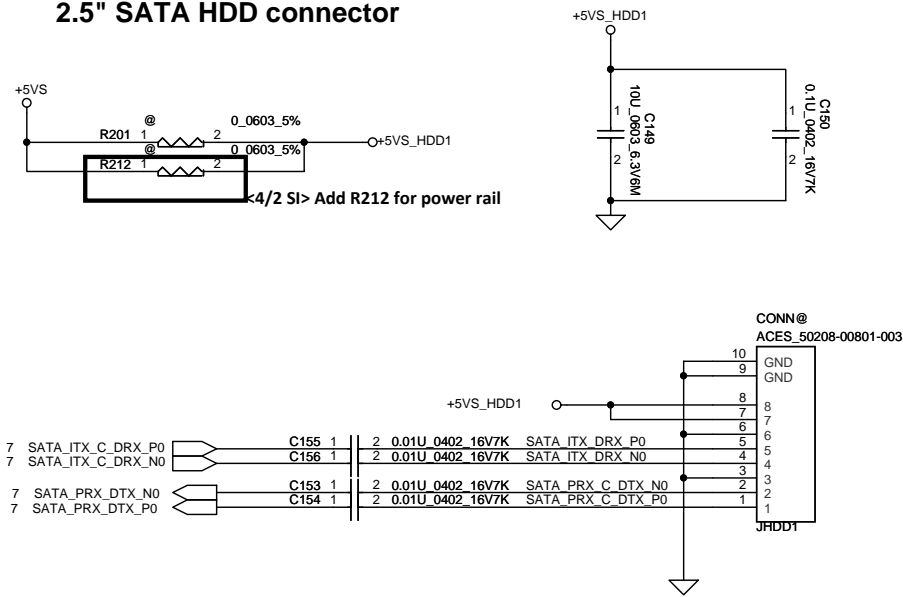 2.5" SATA HDD connector
+5VS
@
R201 1 2 0_0603_5%
+5VS_HDD1
@
R212 1 2 0_0603_5%
<4/2 SI> Add R212 for power rail
+5VS_HDD1
1
2
C149
10U_0603_6.3V6M
1
2
C150
0.1U_0402_16V7K
CONN@
ACES_50208-00801-003
10 GND
9 GND
+5VS_HDD1
8 8
7 7
6 6
7 SATA_ITX_C_DRX_P0 C155 1 2 0.01U_0402_16V7K SATA_ITX_DRX_P0 5 5
7 SATA_ITX_C_DRX_N0 C156 1 2 0.01U_0402_16V7K SATA_ITX_DRX_N0 4 4
3 3
7 SATA_PRX_DTX_N0 C153 1 2 0.01U_0402_16V7K SATA_PRX_C_DTX_N0 2 2
7 SATA_PRX_DTX_P0 C154 1 2 0.01U_0402_16V7K SATA_PRX_C_DTX_P0 1 1
JHDD1